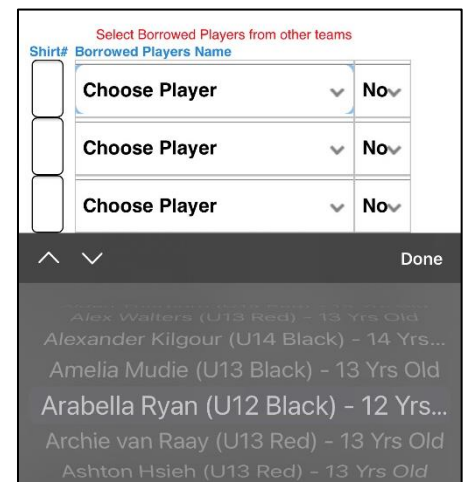 Select Borrowed Players from other teams
Shirt# Borrowed Players Name
Choose Player No
Choose Player No
Choose Player No
Done
Alex Walters (U13 Red) - 13 Yrs Old
Alexander Kilgour (U14 Black) - 14 Yrs...
Amelia Mudie (U13 Black) - 13 Yrs Old
Arabella Ryan (U12 Black) - 12 Yrs...
Archie van Raay (U13 Red) - 13 Yrs Old
Ashton Hsieh (U13 Red) - 13 Yrs Old